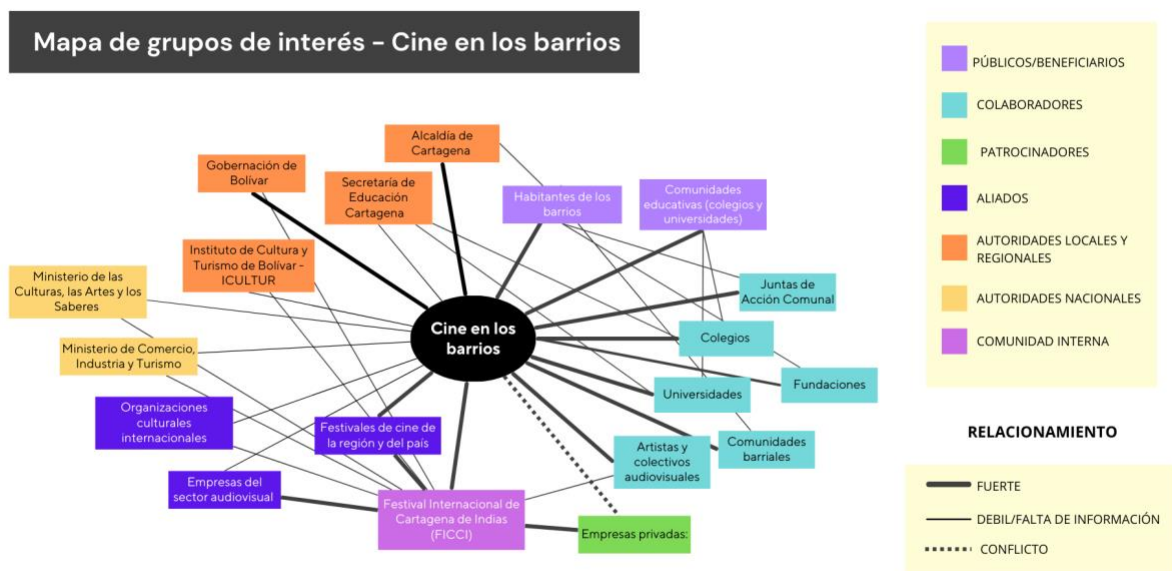 Mapa de grupos de interés – Cine en los barrios
Alcaldía de
Cartagena
Gobernación de
Bolívar
Secretaría de
Educación
Cartagena
Habitantes de los
barrios
Comunidades
educativas (colegios y
universidades)
Instituto de Cultura y
Turismo de Bolívar -
ICULTUR
Ministerio de las
Culturas, las Artes y los
Saberes
Juntas de
Acción Comunal
Cine en los
barrios
Colegios
Ministerio de Comercio,
Industria y Turismo
Fundaciones
Universidades
Organizaciones
culturales
internacionales
Festivales de cine de
la región y del país
Artistas y
colectivos
audiovisuales
Comunidades
barriales
Empresas del
sector audiovisual
Festival Internacional de
Cartagena de Indias
(FICCI)
Empresas privadas:
PÚBLICOS/BENEFICIARIOS
COLABORADORES
PATROCINADORES
ALIADOS
AUTORIDADES LOCALES Y
REGIONALES
AUTORIDADES NACIONALES
COMUNIDAD INTERNA
RELACIONAMIENTO
FUERTE
DEBIL/FALTA DE INFORMACIÓN
CONFLICTO